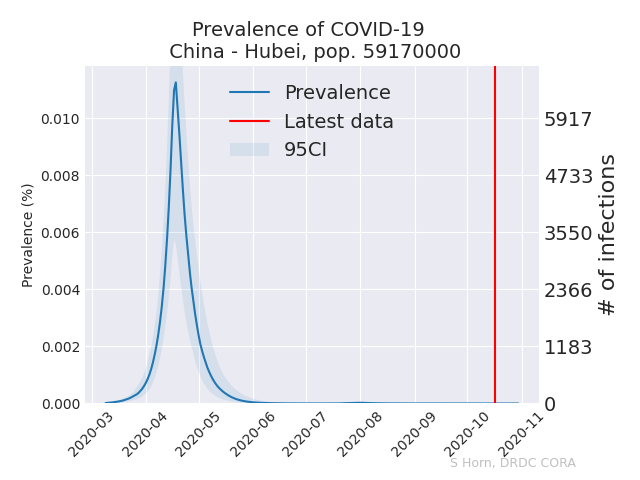 Prevalence of COVID-19
China - Hubei, pop. 59170000
Prevalence
Latest data
95CI
Prevalence (%)
0.010
0.008
0.006
0.004
0.002
0.000
5917
4733
3550
2366
1183
0
# of infections
2020-03
2020-04
2020-05
2020-06
2020-07
2020-08
2020-09
2020-10
2020-11
S Horn, DRDC CORA